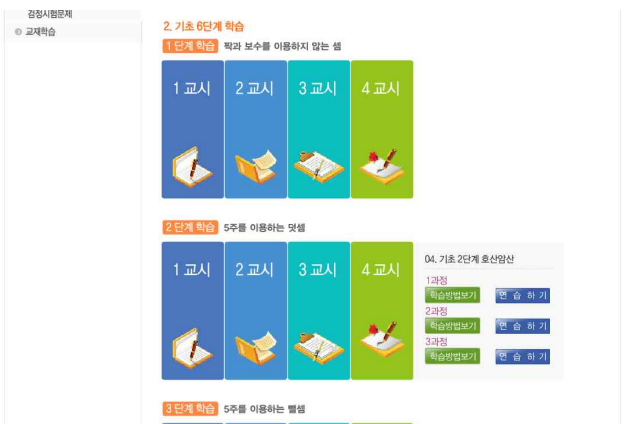 검정시험문제
교재학습
2. 기초 6단계 학습
1 단계 학습 짝과 보수를 이용하지 않는 셈
1 교시 2 교시 3 교시 4 교시
2 단계 학습 5주를 이용하는 덧셈
1 교시 2 교시 3 교시 4 교시
04. 기초 2단계 호산암산
1과정
학습방법보기 연 습 하 기
2과정
학습방법보기 연 습 하 기
3과정
학습방법보기 연 습 하 기
3 단계 학습 5주를 이용하는 뺄셈